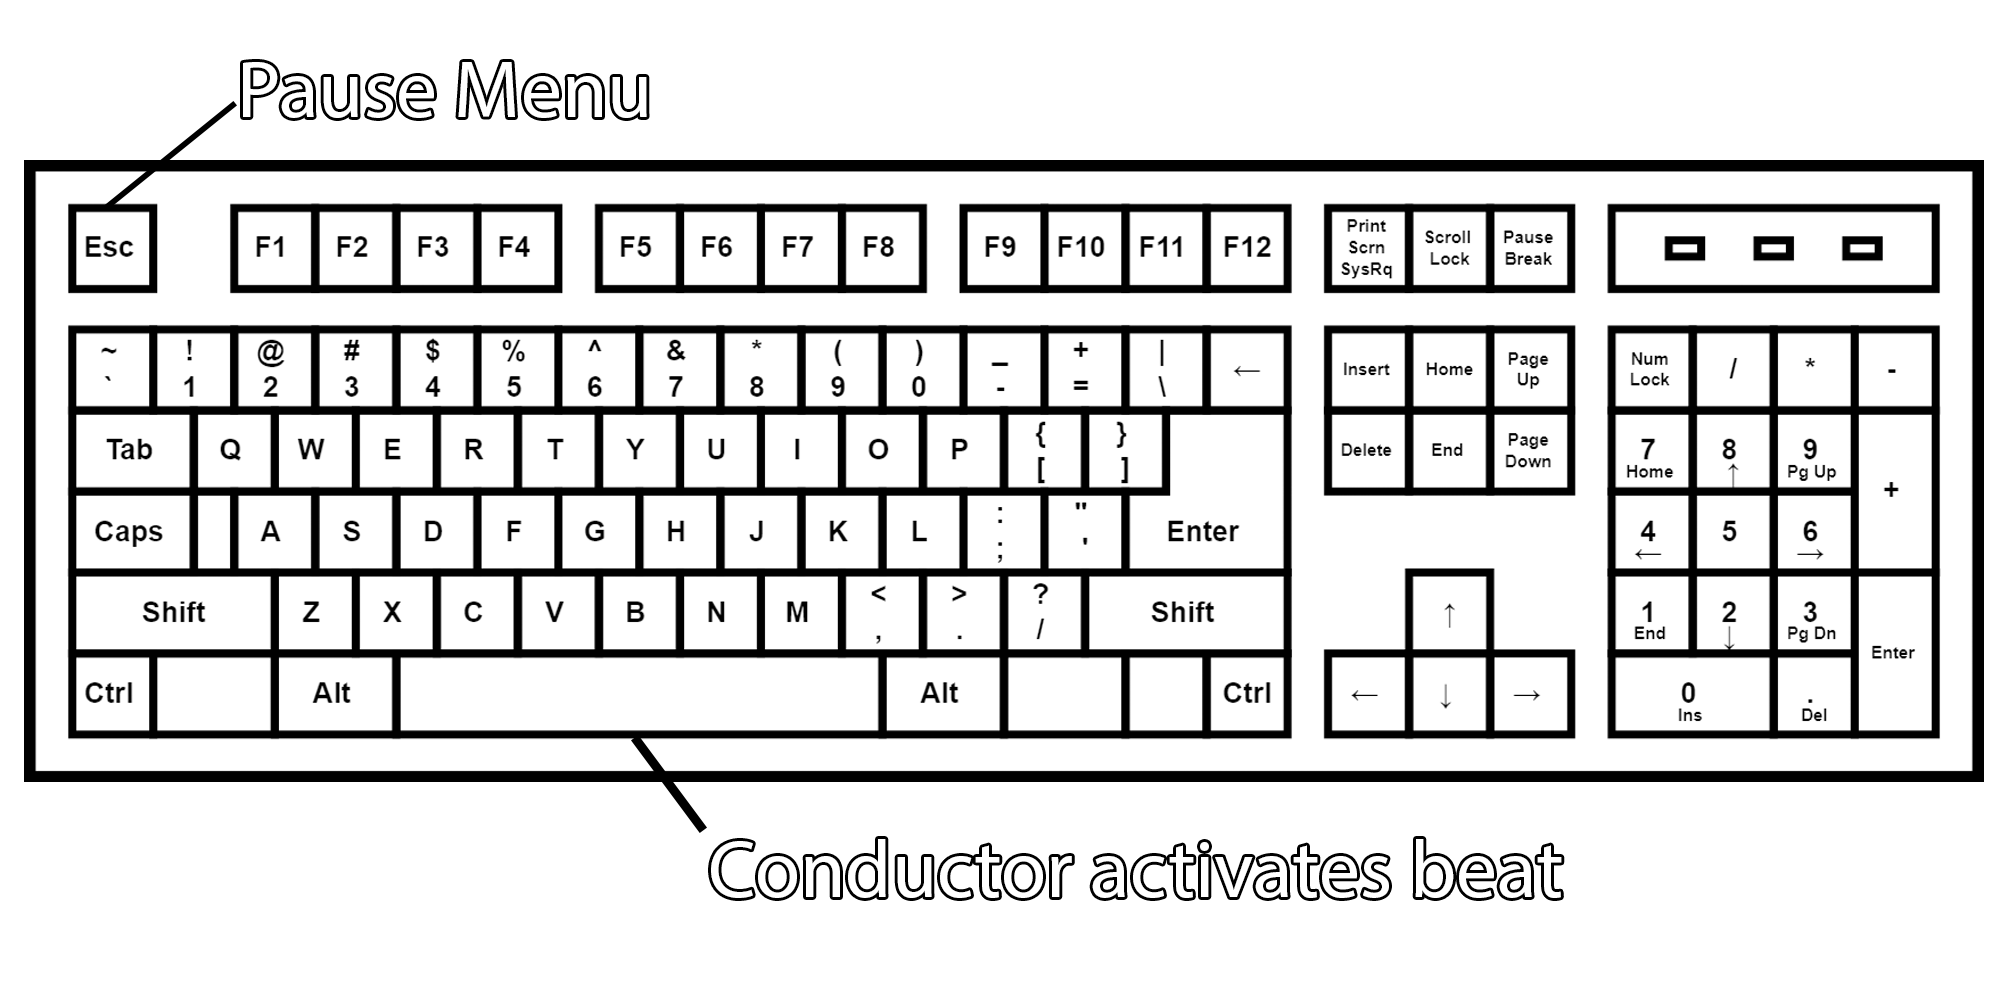 Pause Menu
Esc F1 F2 F3 F4 F5 F6 F7 F8 F9 F10 F11 F12
Print
Scrn
SysRq
Scroll
Lock
Pause
Break
~ ! @ # $ % ^ & * ( ) _ + |
` 1 2 3 4 5 6 7 8 9 0 - = \ ←
Insert Home Page
Up
Num
Lock
/ * -
Tab Q W E R T Y U I O P { }
[ ]
Delete End Page
Down
7 8 9
Home ↑ Pg Up
+
Caps A S D F G H J K L : "
; '
Enter
4 5 6
← →
Shift Z X C V B N M < > ?
, . /
Shift
↑
1 2 3
End ↓ Pg Dn
Enter
Ctrl Alt Alt Ctrl
← ↓ →
0 .
Ins Del
Conductor activates beat